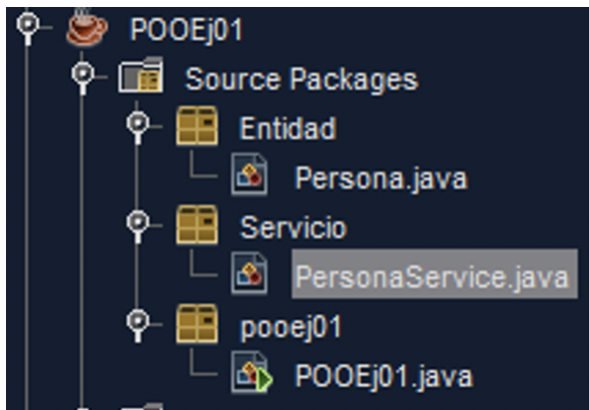 POOEj01
Source Packages
Entidad
Persona.java
Servicio
PersonaService.java
pooej01
POOEj01.java